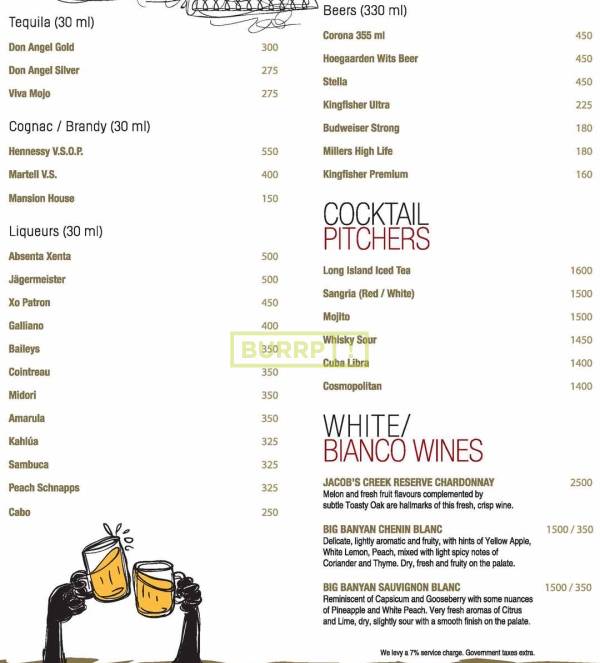 Tequila (30 ml)
Don Angel Gold 300
Don Angel Silver 275
Viva Mojo 275
Cognac / Brandy (30 ml)
Hennessy V.S.O.P. 550
Martell V.S. 400
Mansion House 150
Liqueurs (30 ml)
Absenta Xenta 500
Jägermeister 500
Xo Patron 450
Galliano 400
Baileys 350
Cointreau 350
Midori 350
Amarula 350
Kahlúa 325
Sambuca 325
Peach Schnapps 325
Cabo 250
Beers (330 ml)
Corona 355 ml 450
Hoegaarden Wits Beer 450
Stella 450
Kingfisher Ultra 225
Budweiser Strong 180
Millers High Life 180
Kingfisher Premium 160
COCKTAIL
PITCHERS
Long Island Iced Tea 1600
Sangria (Red / White) 1500
Mojito 1500
Whisky Sour 1450
Cuba Libra 1400
Cosmopolitan 1400
BURRP!
WHITE/
BIANCO WINES
JACOB'S CREEK RESERVE CHARDONNAY 2500
Melon and fresh fruit flavours complemented by
subtle Toasty Oak are hallmarks of this fresh, crisp wine.
BIG BANYAN CHENIN BLANC 1500 / 350
Delicate, lightly aromatic and fruity, with hints of Yellow Apple,
White Lemon, Peach, mixed with light spicy notes of
Coriander and Thyme. Dry, fresh and fruity on the palate.
BIG BANYAN SAUVIGNON BLANC 1500 / 350
Reminiscent of Capsicum and Gooseberry with some nuances
of Pineapple and White Peach. Very fresh aromas of Citrus
and Lime, dry, slightly sour with a smooth finish on the palate.
We levy a 7% service charge. Government taxes extra.